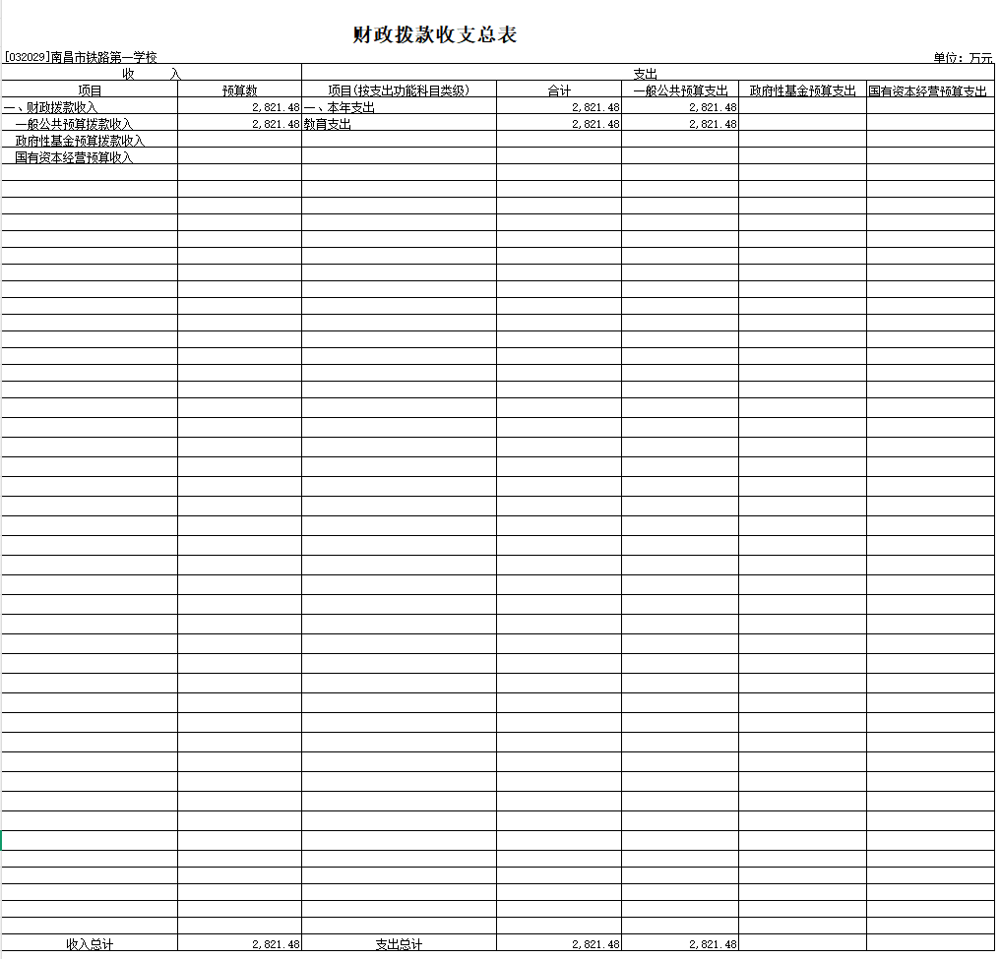 财政拨款收支总表
[032029]南昌市铁路第一学校 单位：万元
收 入 支出
项目 预算数 项目(按支出功能科目类级) 合计 一般公共预算支出 政府性基金预算支出 国有资本经营预算支出
一、财政拨款收入 2,821.48 一、本年支出 2,821.48 2,821.48
一般公共预算拨款收入 2,821.48 教育支出 2,821.48 2,821.48
政府性基金预算拨款收入
国有资本经营预算收入
收入总计 2,821.48 支出总计 2,821.48 2,821.48